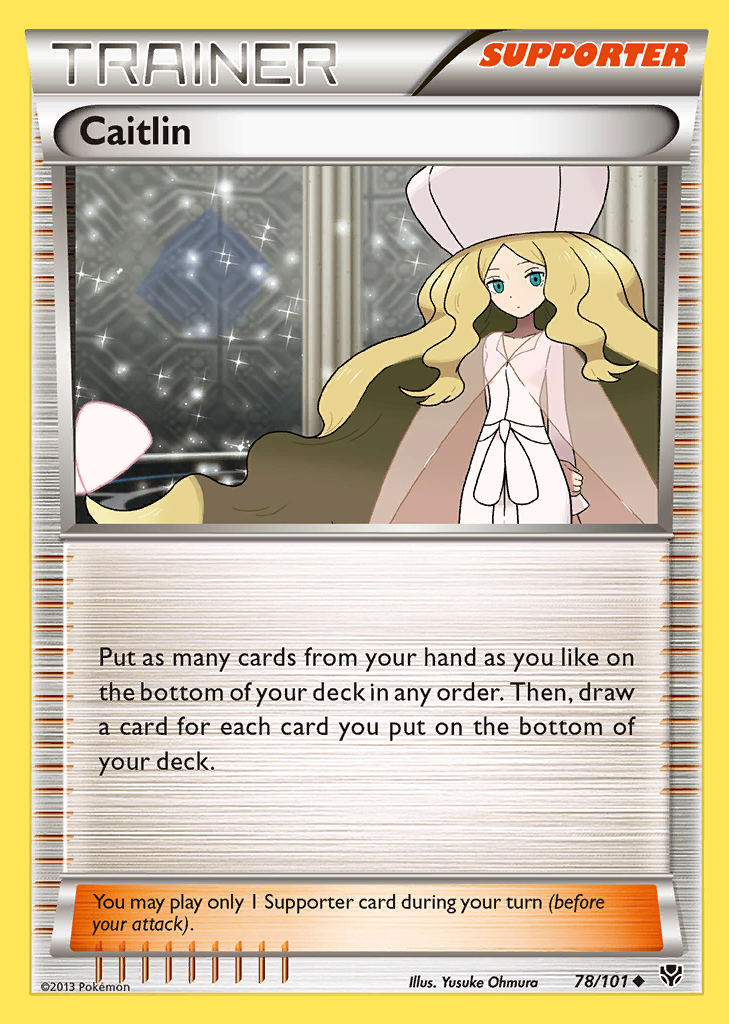 TRAINER
SUPPORTER
Caitlin
Put as many cards from your hand as you like on
the bottom of your deck in any order. Then, draw
a card for each card you put on the bottom of
your deck.
You may play only 1 Supporter card during your turn (before
your attack).
©2013 Pokémon
Illus. Yusuke Ohmura
78/101